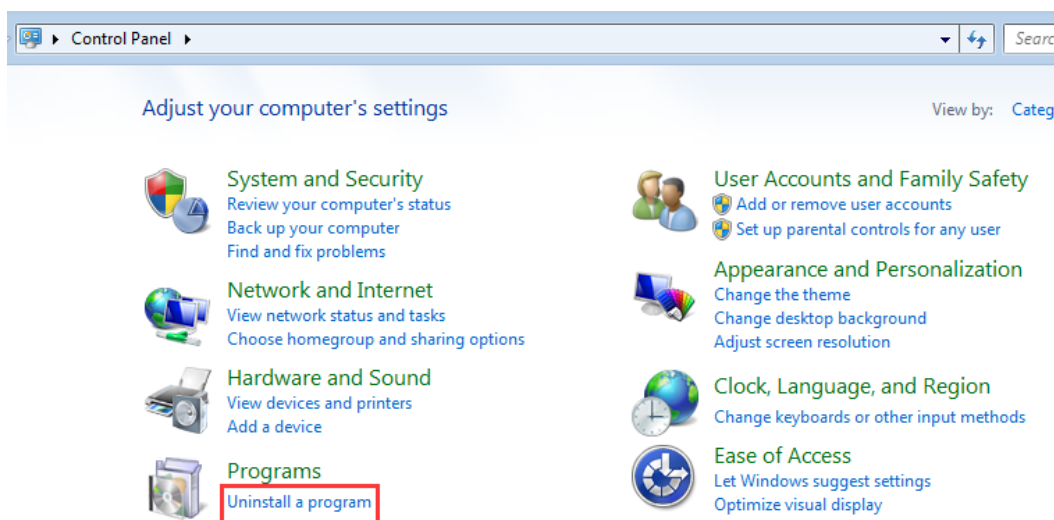 Control Panel
Searc
Adjust your computer's settings
View by: Categ
System and Security
Review your computer's status
Back up your computer
Find and fix problems
Network and Internet
View network status and tasks
Choose homegroup and sharing options
Hardware and Sound
View devices and printers
Add a device
Programs
Uninstall a program
User Accounts and Family Safety
Add or remove user accounts
Set up parental controls for any user
Appearance and Personalization
Change the theme
Change desktop background
Adjust screen resolution
Clock, Language, and Region
Change keyboards or other input methods
Ease of Access
Let Windows suggest settings
Optimize visual display